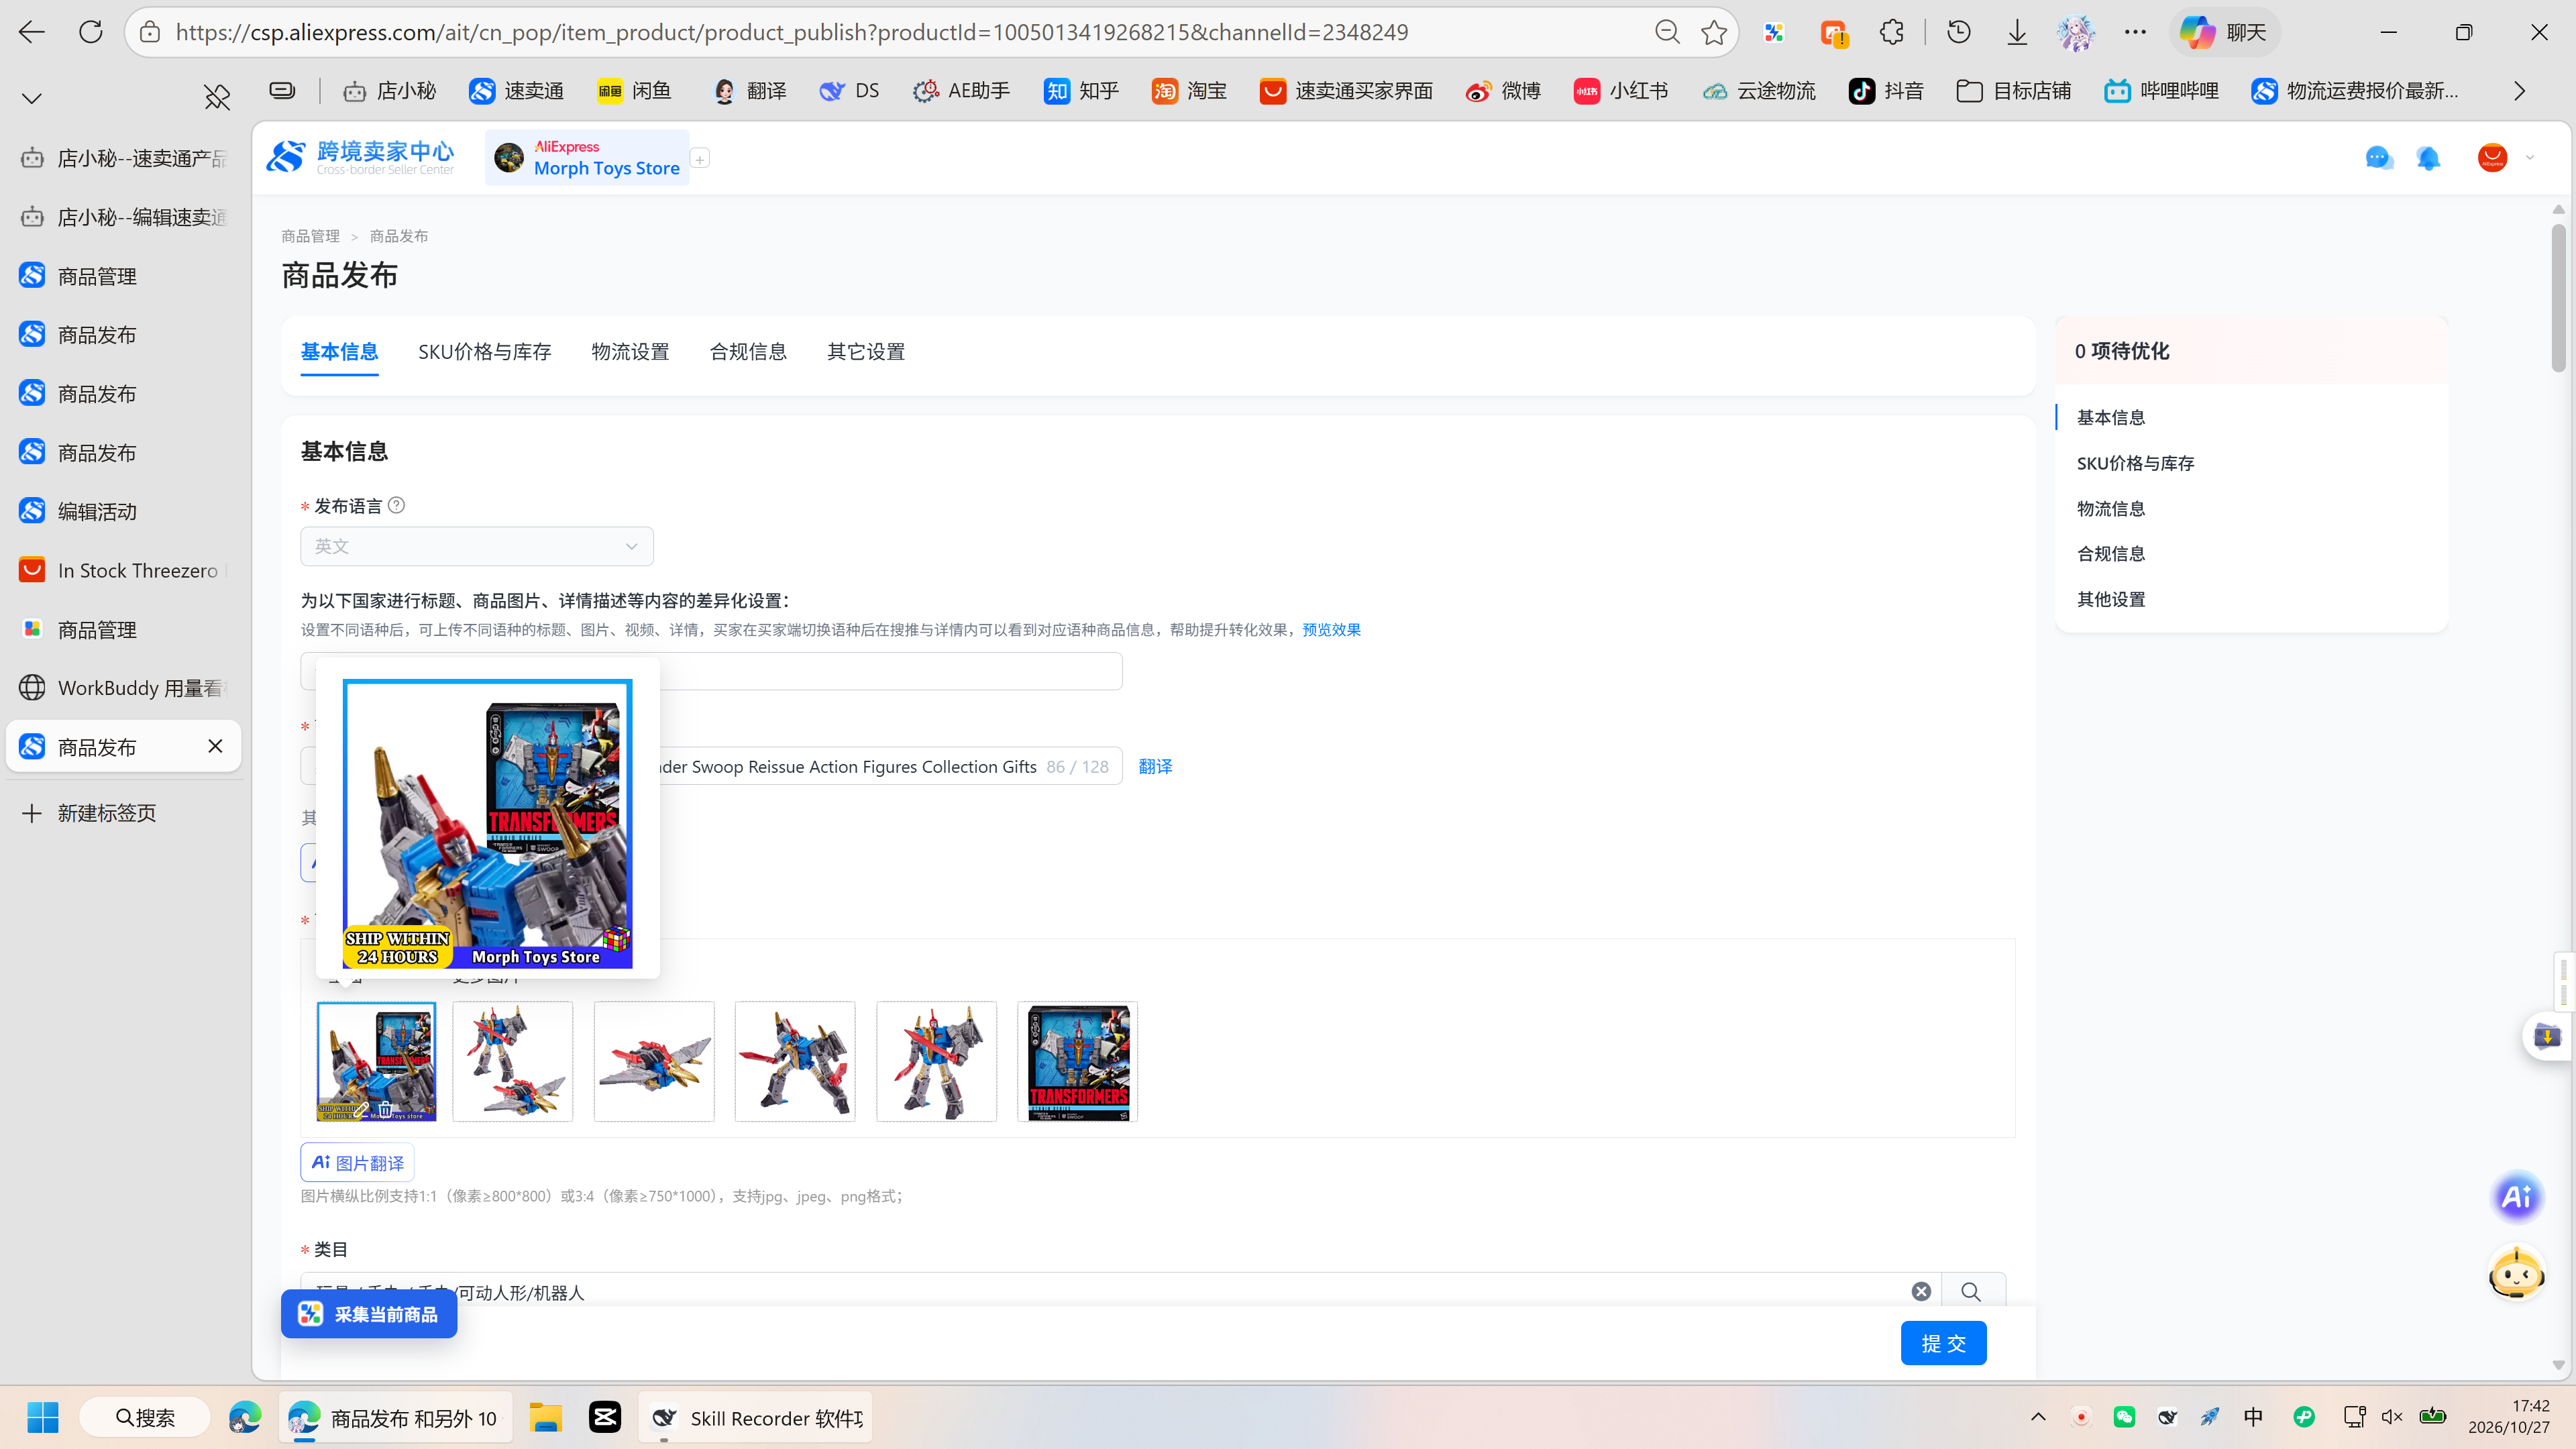 https://csp.aliexpress.com/ait/cn_pop/item_product/product_publish?productId=1005013419268215&channelId=2348249
聊天
店小秘
速卖通
闲鱼
翻译
DS
AE助手
知乎
淘宝
速卖通买家界面
微博
小红书
云途物流
抖音
目标店铺
哔哩哔哩
物流运费报价最新...
店小秘--速卖通产品
店小秘--编辑速卖通
商品管理
商品发布
商品发布
商品发布
编辑活动
In Stock Threezero
商品管理
WorkBuddy 用量看
商品发布
新建标签页
跨境卖家中心
Cross-border Seller Center
AliExpress
Morph Toys Store
商品管理 > 商品发布
商品发布
基本信息
SKU价格与库存
物流设置
合规信息
其它设置
0 项待优化
基本信息
SKU价格与库存
物流信息
合规信息
其他设置
基本信息
* 发布语言
英文
为以下国家进行标题、商品图片、详情描述等内容的差异化设置：
设置不同语种后，可上传不同语种的标题、图片、视频、详情，买家在买家端切换语种后在搜推与详情内可以看到对应语种商品信息，帮助提升转化效果，预览效果
*
nder Swoop Reissue Action Figures Collection Gifts 86 / 128 翻译
其
*
TRANSFORMERS
STUDIO SERIES
SWOOP
SHIP WITHIN
24 HOURS
Morph Toys Store
更多图片
TRANSFORMERS
Ai 图片翻译
图片横纵比例支持1:1（像素≥800*800）或3:4（像素≥750*1000），支持jpg、jpeg、png格式；
* 类目
/可动人形/机器人
采集当前商品
提 交
Ai
搜索
商品发布 和另外 10
Skill Recorder 软件项
中
17:42
2026/10/27